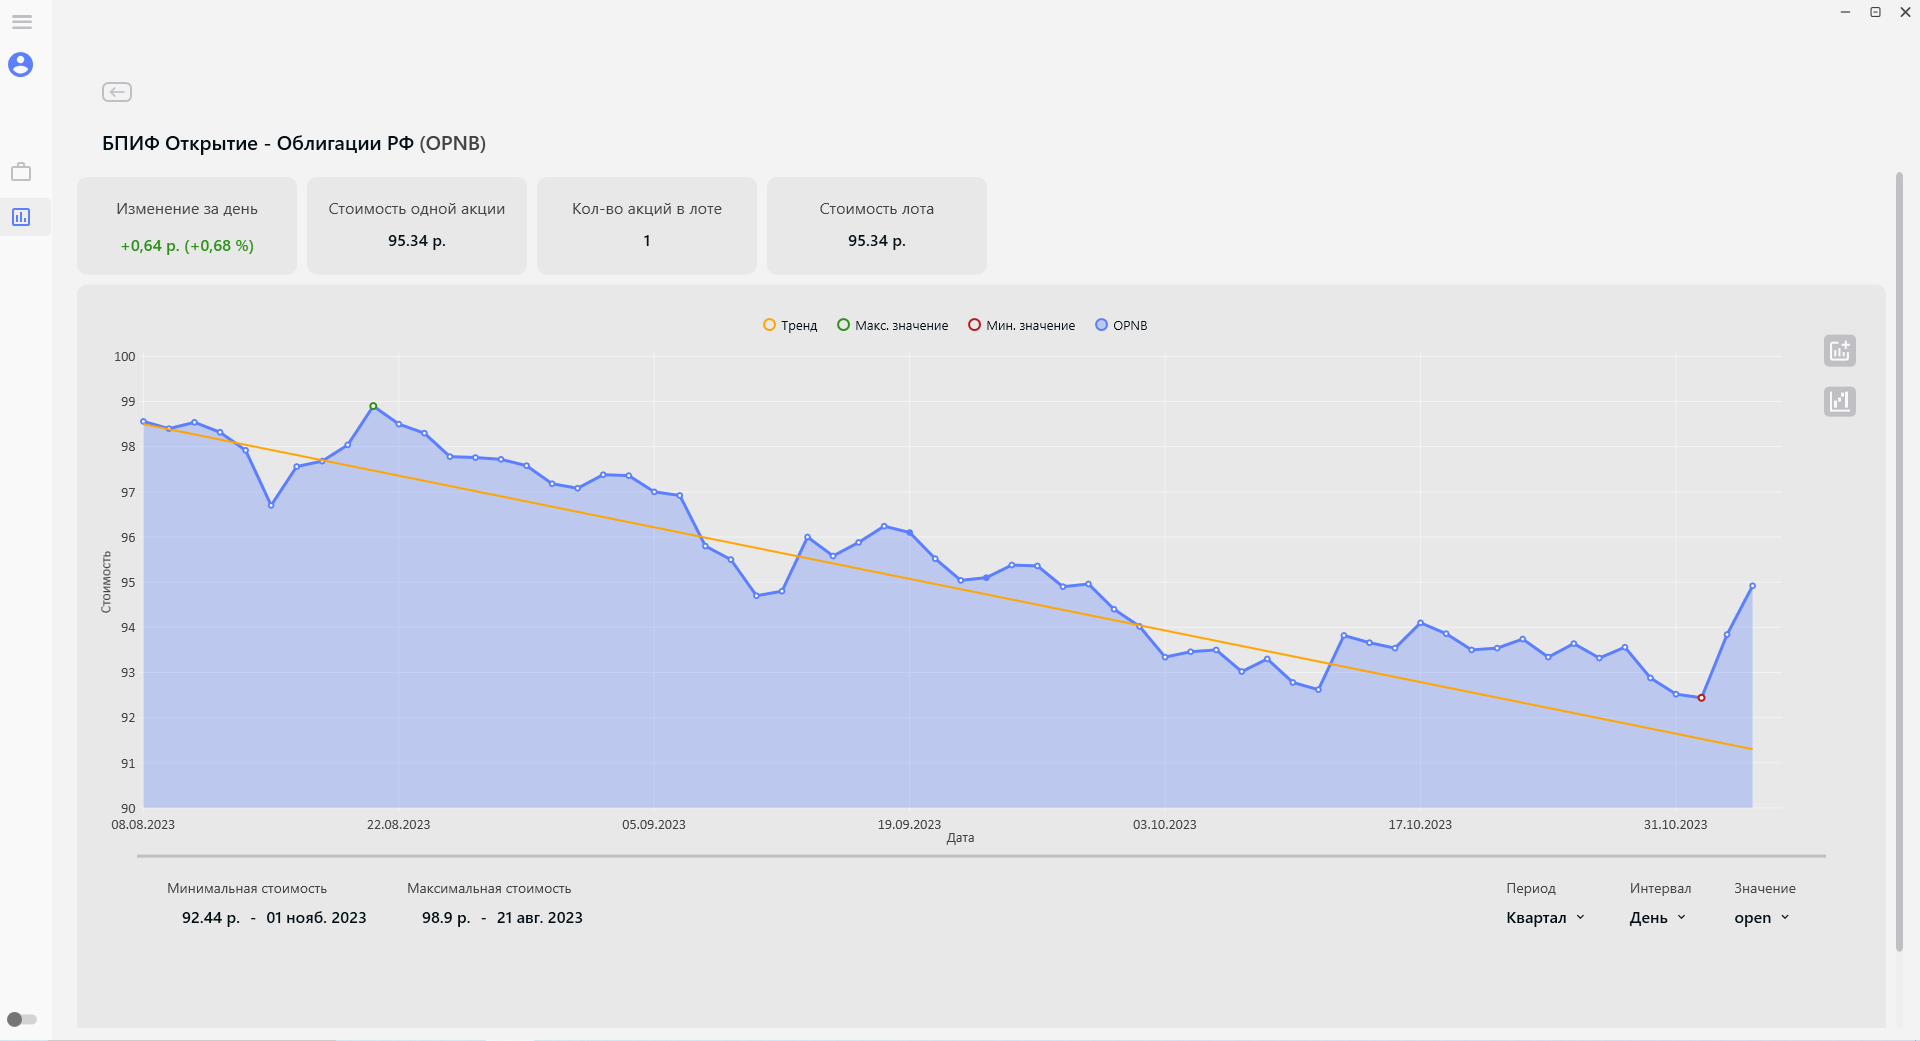 БПИФ Открытие - Облигации РФ (OPNB)
Изменение за день
+0,64 р. (+0,68 %)
Стоимость одной акции
95.34 р.
Кол-во акций в лоте
1
Стоимость лота
95.34 р.
Тренд Макс. значение Мин. значение OPNB
100
99
98
97
96
95
94
93
92
91
90
Стоимость
08.08.2023 22.08.2023 05.09.2023 19.09.2023 03.10.2023 17.10.2023 31.10.2023
Дата
Минимальная стоимость
92.44 р. - 01 нояб. 2023
Максимальная стоимость
98.9 р. - 21 авг. 2023
Период
Квартал
Интервал
День
Значение
open